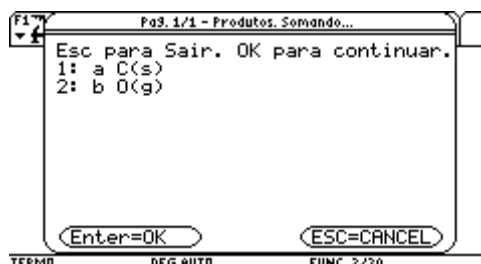 F1
Pag. 1/1 - Produtos. Somando...
Esc para Sair. OK para continuar.
1: a C(s)
2: b O(g)
Enter=OK
ESC=CANCEL
TERMO DEG AUTO FUNC 2/30